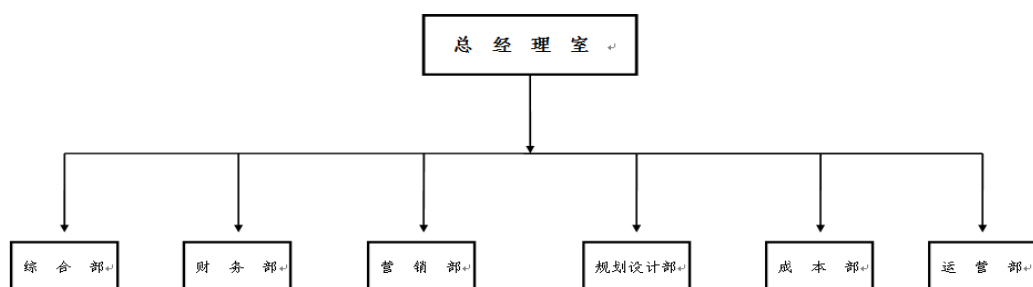 总 经 理 室
综 合 部
财 务 部
营 销 部
规划设计部
成 本 部
运 营 部